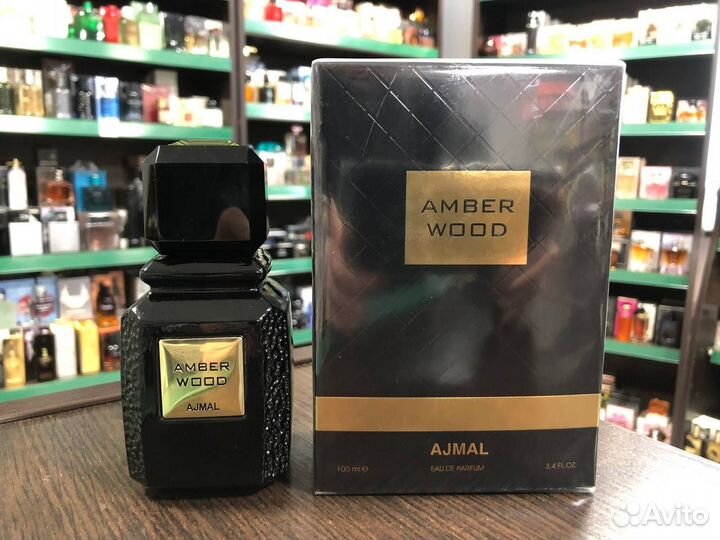 AMBER
WOOD
AJMAL
AMBER
WOOD
AJMAL
100 ml e EAU DE PARFUM 3.4 FL.OZ.
Avito